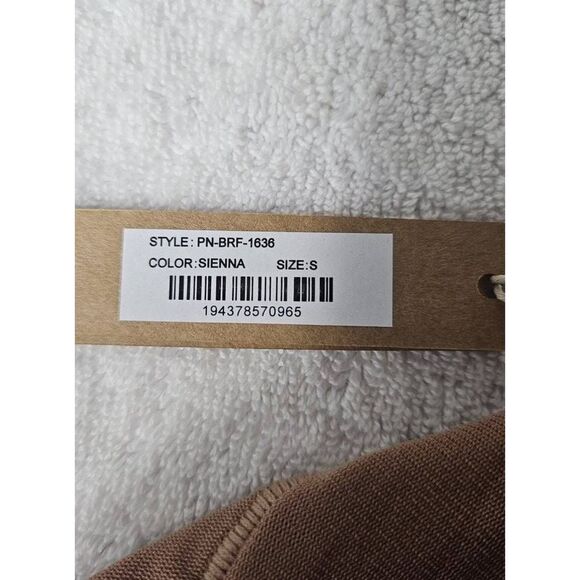 STYLE: PN-BRF-1636
COLOR:SIENNA SIZE:S
194378570965